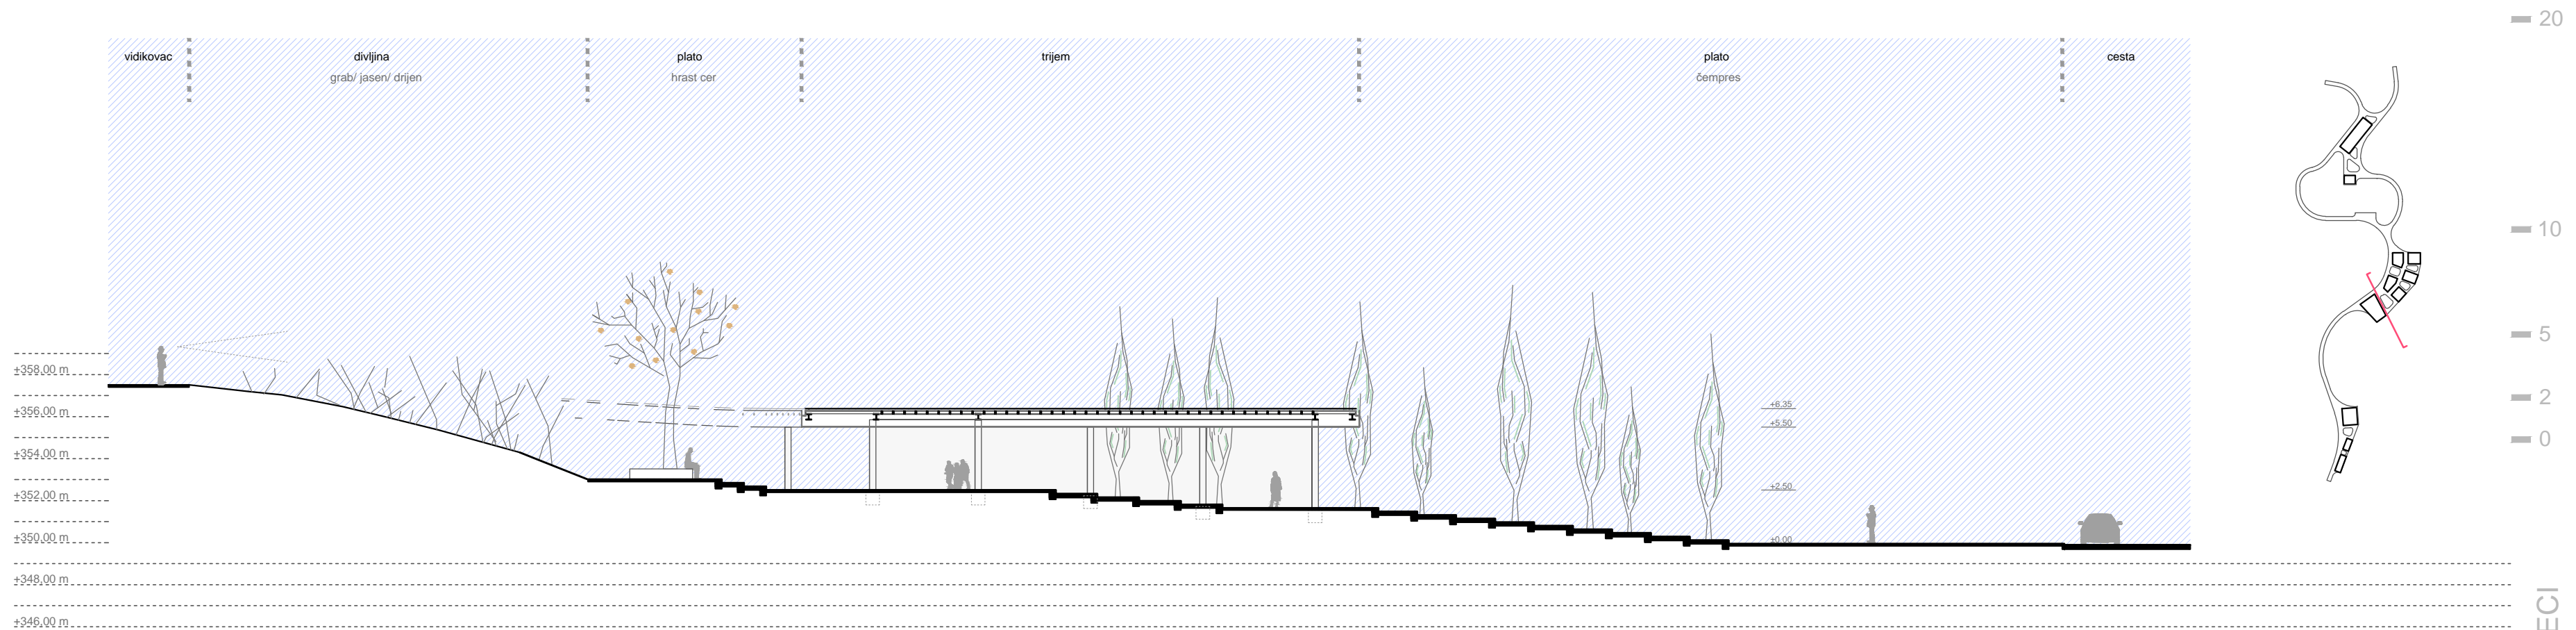 vidikovac
divljina
grab/ jasen/ drijen
plato
hrast cer
trijem
plato
čempres
cesta
+358,00 m
+356,00 m
+354,00 m
+352,00 m
+350,00 m
+348,00 m
+346,00 m
+6.35
+5.50
+2.50
±0.00
20
10
5
2
0
ECI